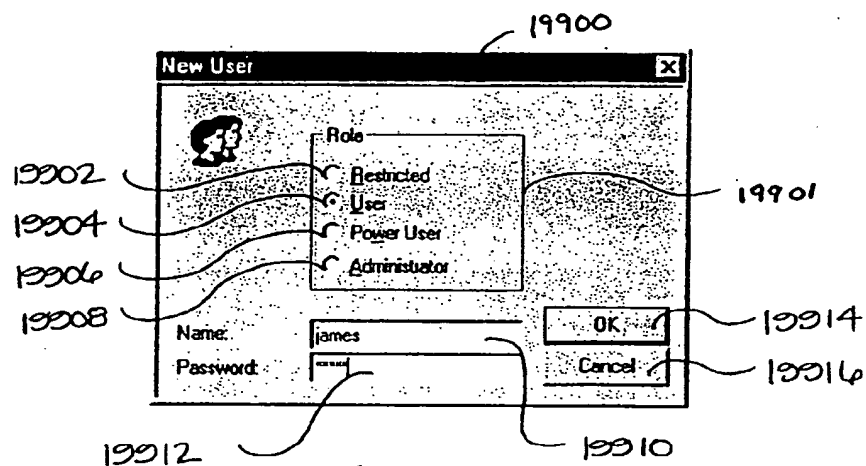 19900
New User
Role
19902
Restricted
19901
19904
User
19906
Power User
19908
Administrator
Name:
james
OK
19914
Password:
*****
Cancel
19916
19912
19910